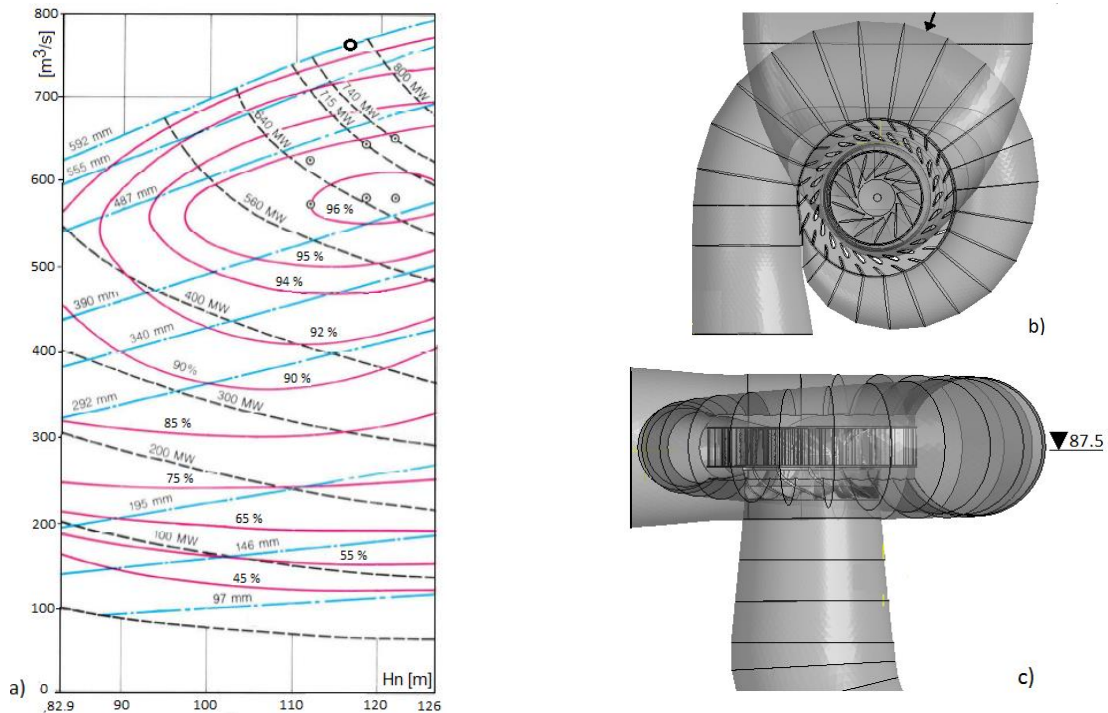 800
[m³/s]
700
600
500
400
300
200
100
0
,82.9 90 100 110 120 126
Hn [m]
a)
592 mm
555 mm
487 mm
390 mm
340 mm
292 mm
195 mm
146 mm
97 mm
800 MW
740 MW
715 MW
640 MW
560 MW
400 MW
300 MW
200 MW
100 MW
96 %
95 %
94 %
92 %
90%
90 %
85 %
75 %
65 %
55 %
45 %
b)
87.5
c)